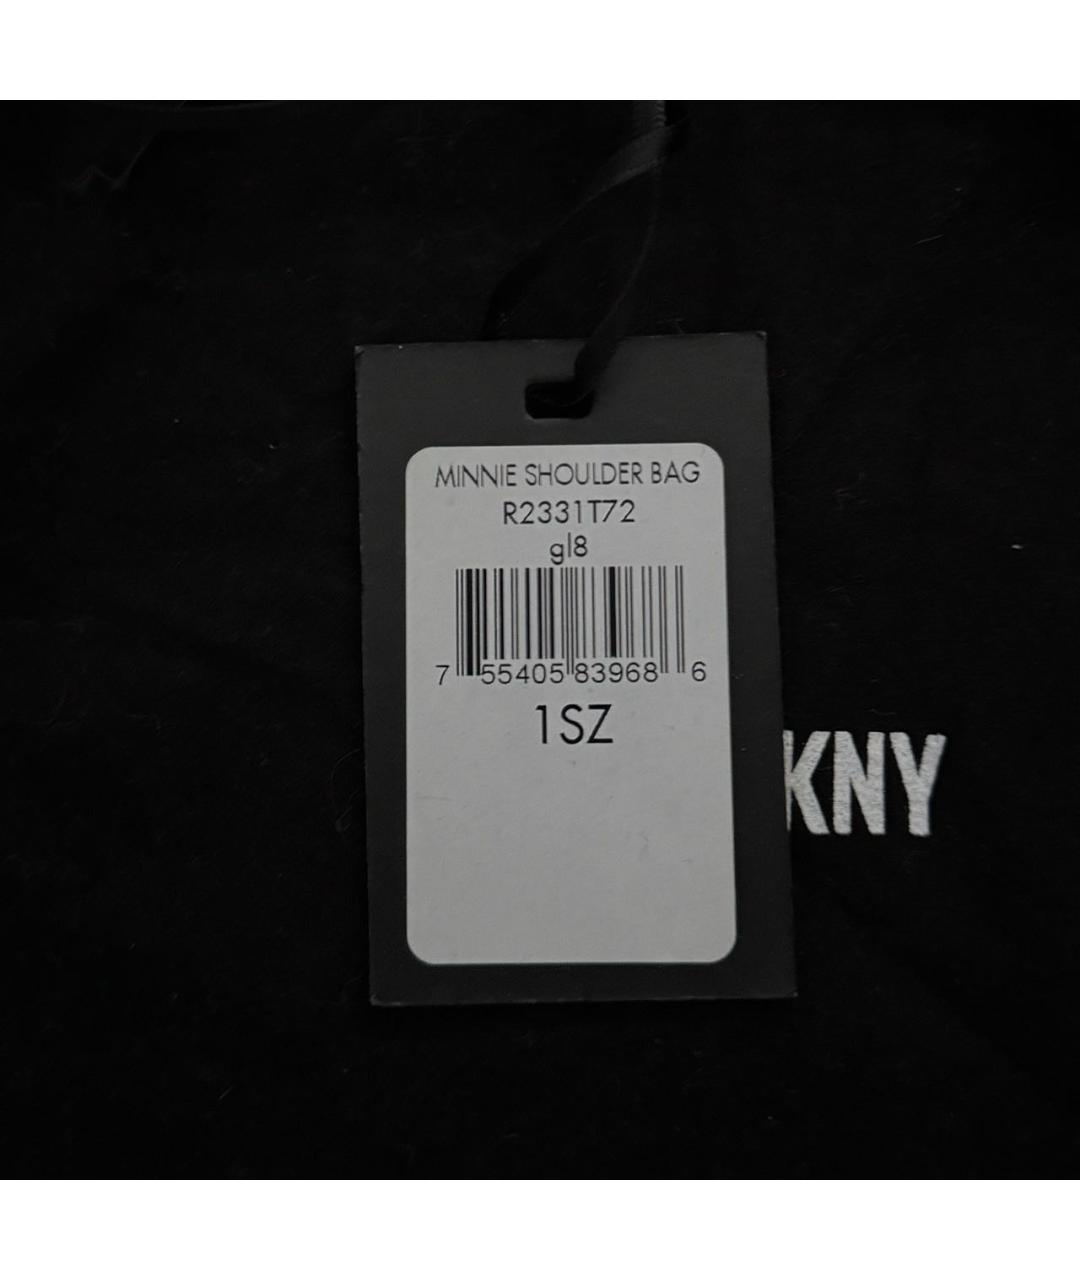 MINNIE SHOULDER BAG
R2331T72
gl8
7 55405 83968 6
1SZ
KNY